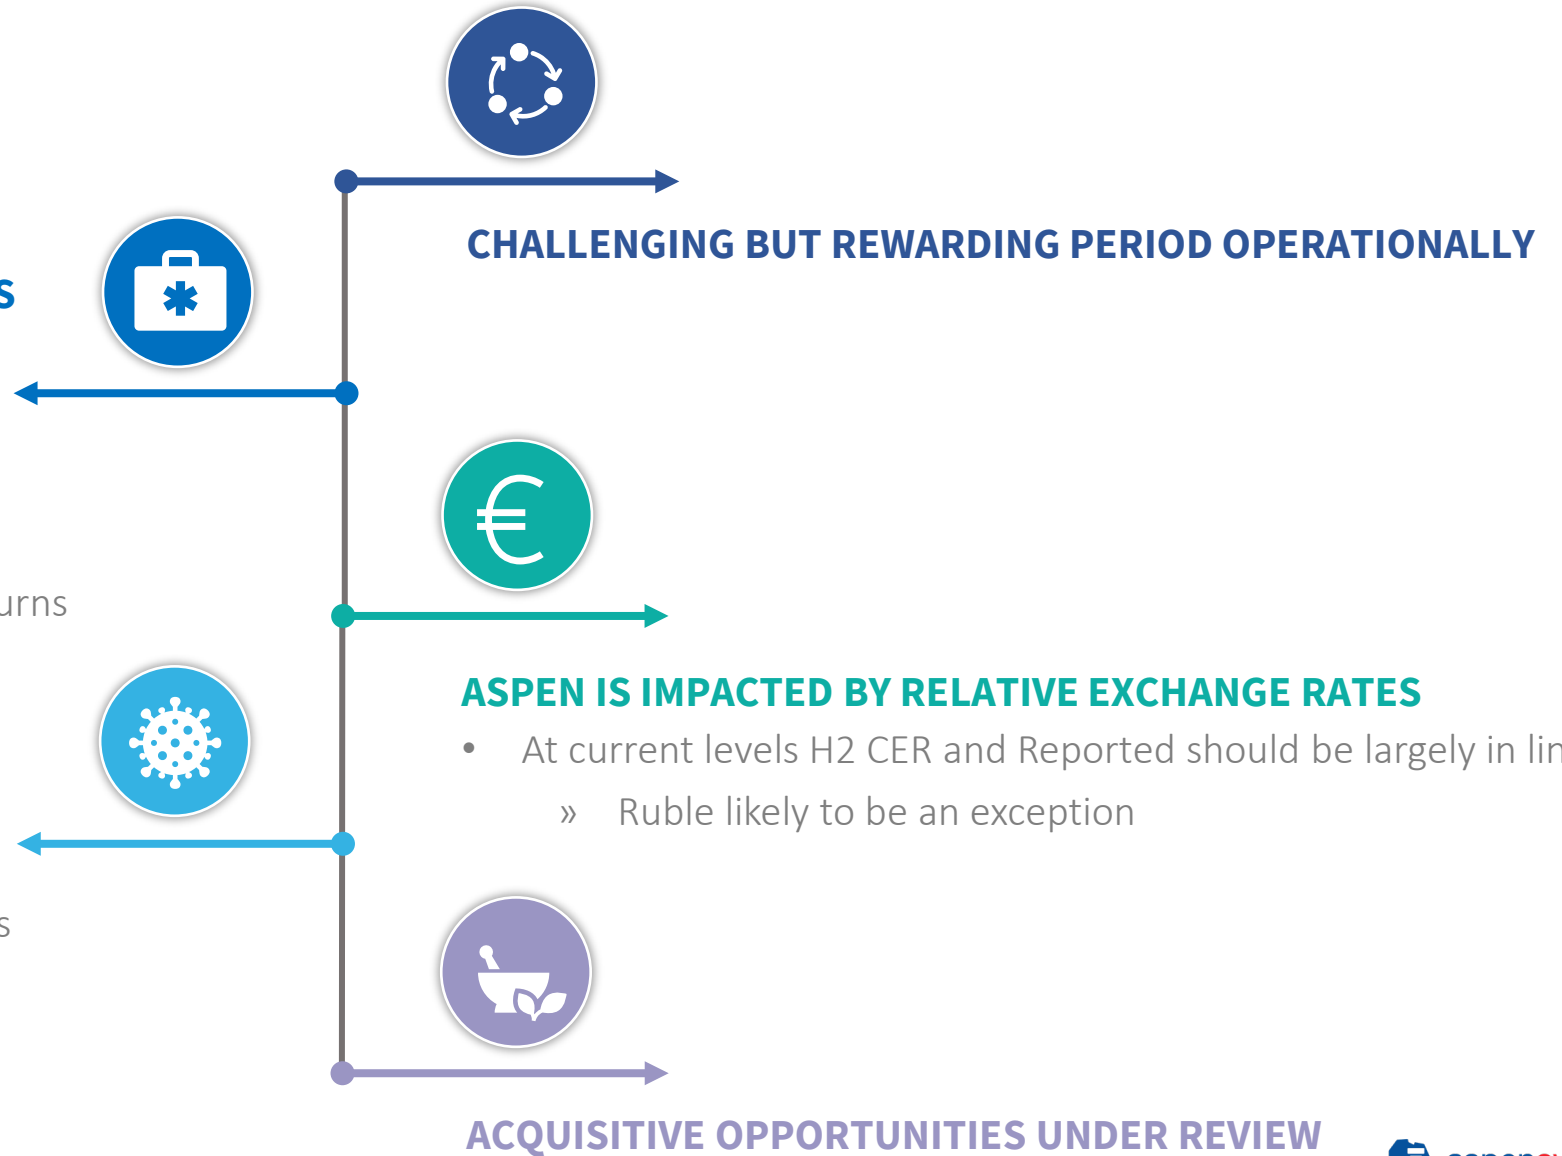 CHALLENGING BUT REWARDING PERIOD OPERATIONALLY
S
€
urns
ASPEN IS IMPACTED BY RELATIVE EXCHANGE RATES
• At current levels H2 CER and Reported should be largely in lin
» Ruble likely to be an exception
s
ACQUISITIVE OPPORTUNITIES UNDER REVIEW